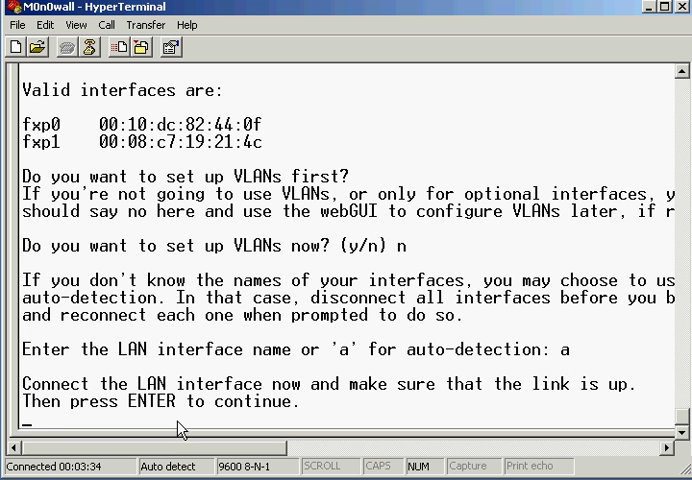 M0n0wall - HyperTerminal
File Edit View Call Transfer Help
Valid interfaces are:
fxp0 00:10:dc:82:44:0f
fxp1 00:08:c7:19:21:4c
Do you want to set up VLANs first?
If you're not going to use VLANs, or only for optional interfaces, y
should say no here and use the webGUI to configure VLANs later, if r
Do you want to set up VLANs now? (y/n) n
If you don't know the names of your interfaces, you may choose to us
auto-detection. In that case, disconnect all interfaces before you b
and reconnect each one when prompted to do so.
Enter the LAN interface name or 'a' for auto-detection: a
Connect the LAN interface now and make sure that the link is up.
Then press ENTER to continue.
Connected 00:03:34 Auto detect 9600 8-N-1 SCROLL CAPS NUM Capture Print echo